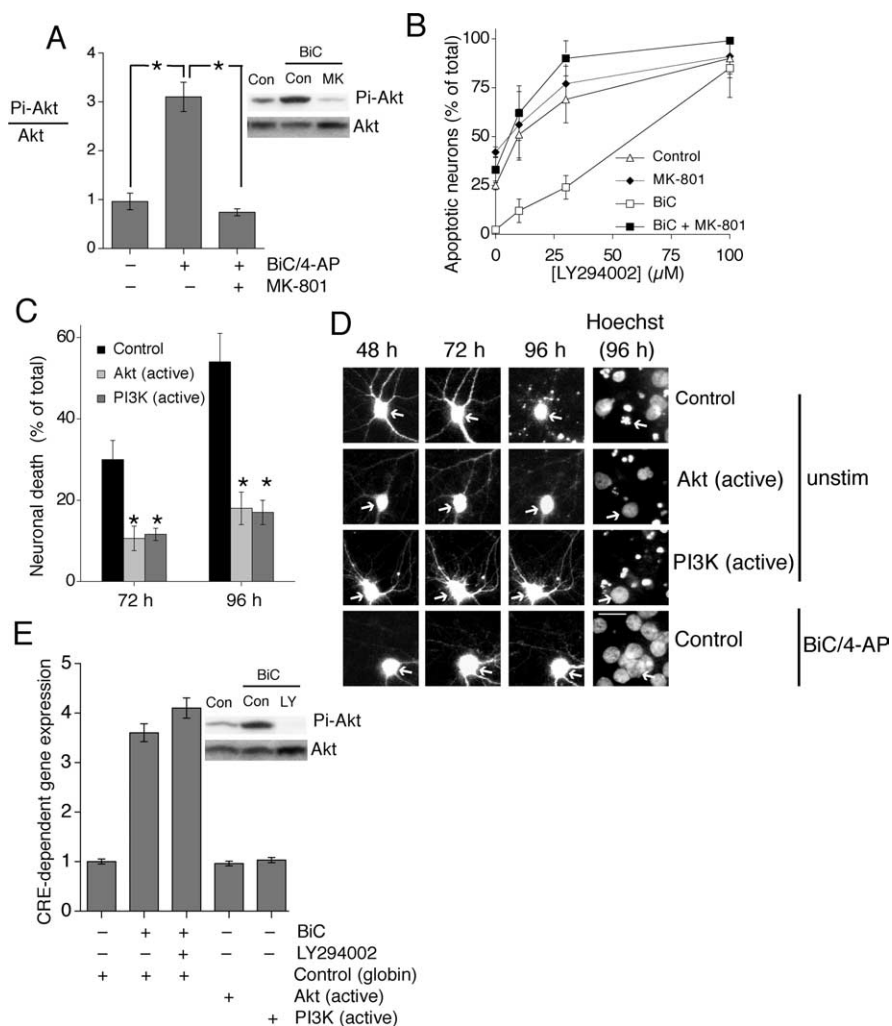 A
Pi-Akt
Akt
4
3
2
1
0
*
*
BiC
Con Con MK
Pi-Akt
Akt
– + + BiC/4-AP
– – + MK-801
B
Apoptotic neurons (% of total)
100
75
50
25
0
Control
MK-801
BiC
BiC + MK-801
0 25 50 75 100
[LY294002] (µM)
C
Neuronal death (% of total)
60
40
20
0
Control
Akt (active)
PI3K (active)
* *
* *
72 h 96 h
D
Hoechst
48 h 72 h 96 h (96 h)
Control
Akt (active)
unstim
PI3K (active)
Control
BiC/4-AP
E
CRE-dependent gene expression
5
4
3
2
1
0
BiC
Con Con LY
Pi-Akt
Akt
– + + – – BiC
– – + – – LY294002
+ + + Control (globin)
+ Akt (active)
+ PI3K (active)